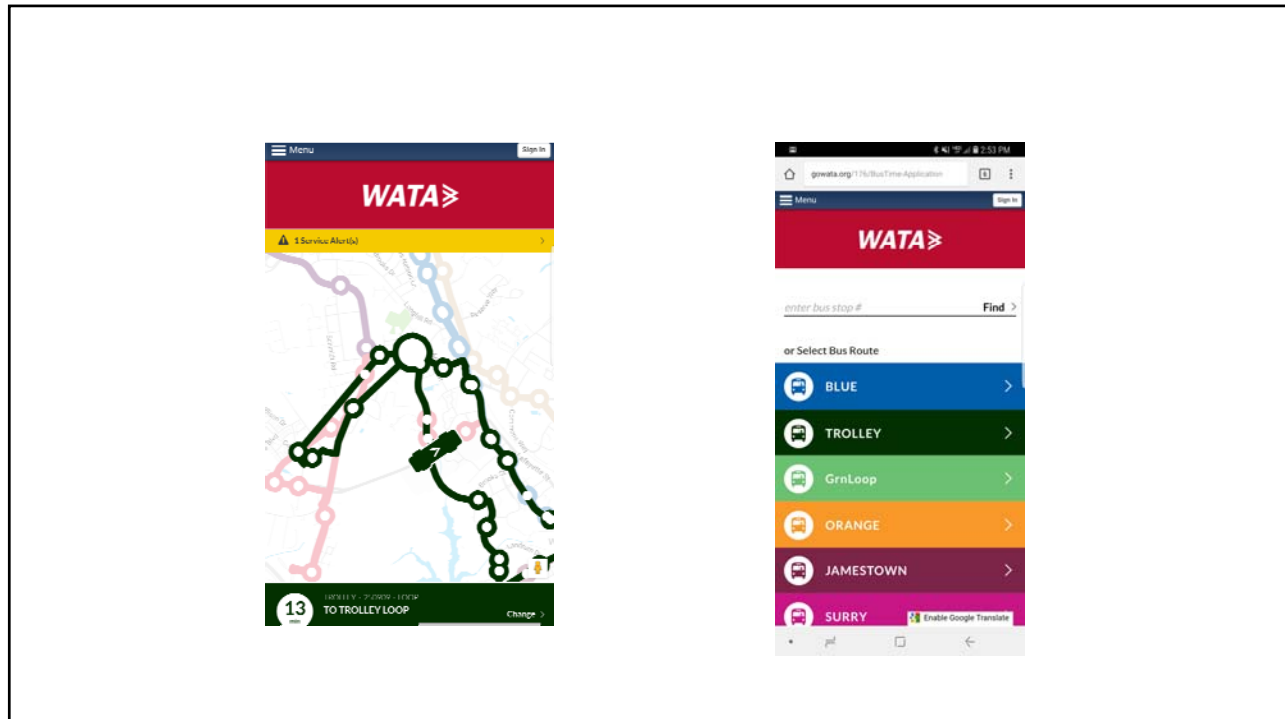 Menu
Sign In
WATA
1 Service Alert(s)
13
min
TO TROLLEY LOOP
Change
2:53 PM
gowata.org/176/BusTime-Application
Menu
Sign In
WATA
enter bus stop #
Find
or Select Bus Route
BLUE
TROLLEY
GrnLoop
ORANGE
JAMESTOWN
SURRY
Enable Google Translate